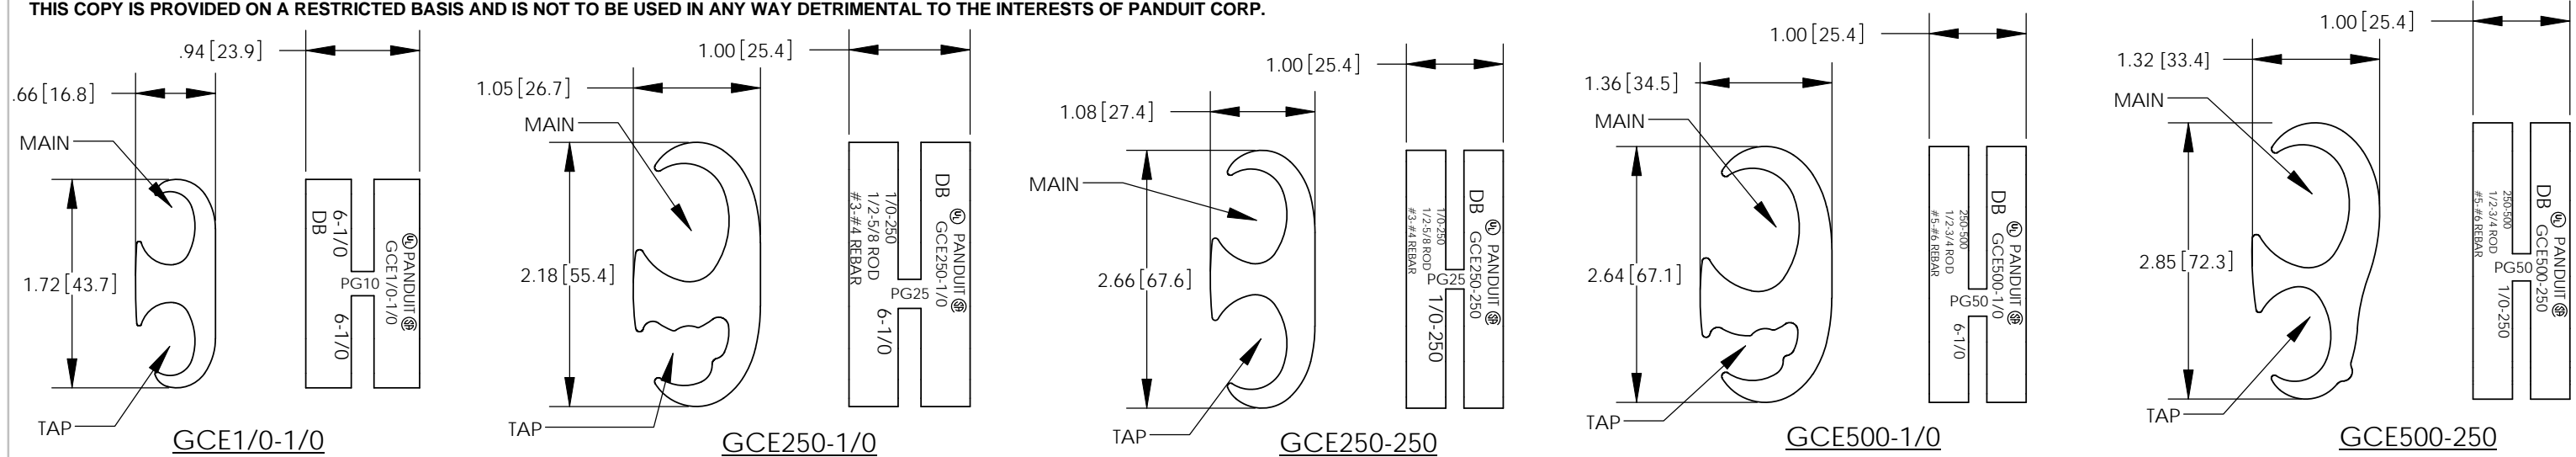 THIS COPY IS PROVIDED ON A RESTRICTED BASIS AND IS NOT TO BE USED IN ANY WAY DETRIMENTAL TO THE INTERESTS OF PANDUIT CORP.
.94 [23.9]
.66 [16.8]
MAIN
1.72 [43.7]
TAP
6-1/0
DB
PG10
6-1/0
UL PANDUIT SA
GCE1/0-1/0
GCE1/0-1/0
1.00 [25.4]
1.05 [26.7]
MAIN
2.18 [55.4]
TAP
1/0-250
1/2-5/8 ROD
#3-#4 REBAR
PG25
6-1/0
DB
UL PANDUIT SA
GCE250-1/0
GCE250-1/0
1.00 [25.4]
1.08 [27.4]
MAIN
2.66 [67.6]
TAP
1/0-250
1/2-5/8 ROD
#3-#4 REBAR
PG25
1/0-250
DB
UL PANDUIT SA
GCE250-250
GCE250-250
1.00 [25.4]
1.36 [34.5]
MAIN
2.64 [67.1]
TAP
250-500
1/2-3/4 ROD
#5-#6 REBAR
PG50
6-1/0
DB
UL PANDUIT SA
GCE500-1/0
GCE500-1/0
1.00 [25.4]
1.32 [33.4]
MAIN
2.85 [72.3]
TAP
250-500
1/2-3/4 ROD
#5-#6 REBAR
PG50
1/0-250
DB
UL PANDUIT SA
GCE500-250
GCE500-250